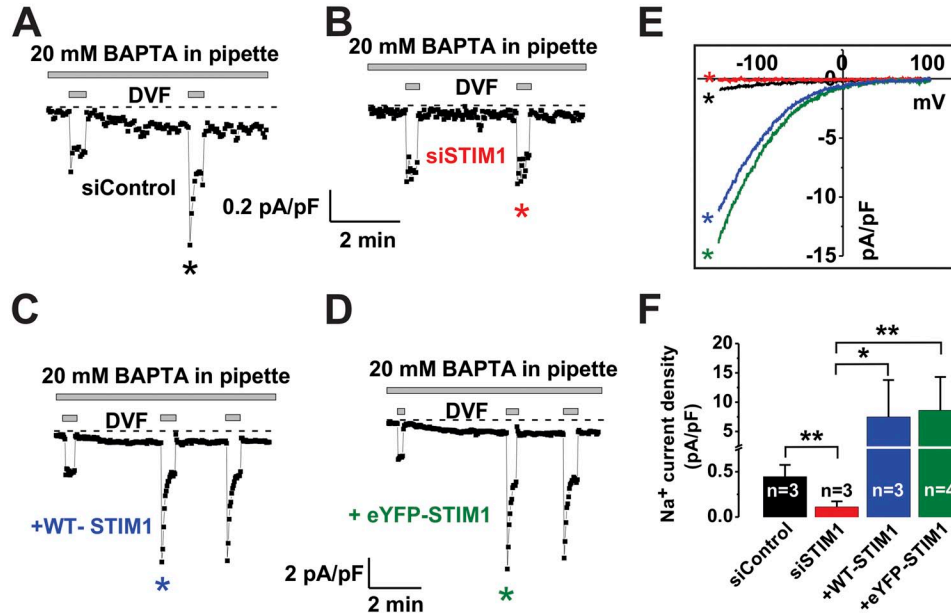 A
20 mM BAPTA in pipette
DVF
siControl
*
0.2 pA/pF
2 min
B
20 mM BAPTA in pipette
DVF
siSTIM1
*
E
-100 0 100
0
mV
*
*
-5
-10
*
*
-15
pA/pF
C
20 mM BAPTA in pipette
DVF
+WT- STIM1
*
2 pA/pF
2 min
D
20 mM BAPTA in pipette
DVF
+ eYFP-STIM1
*
F
Na⁺ current density
(pA/pF)
20
15
10
5
0.5
0.0
**
*
**
n=3
n=3
n=3
n=4
siControl
siSTIM1
+WT-STIM1
+eYFP-STIM1